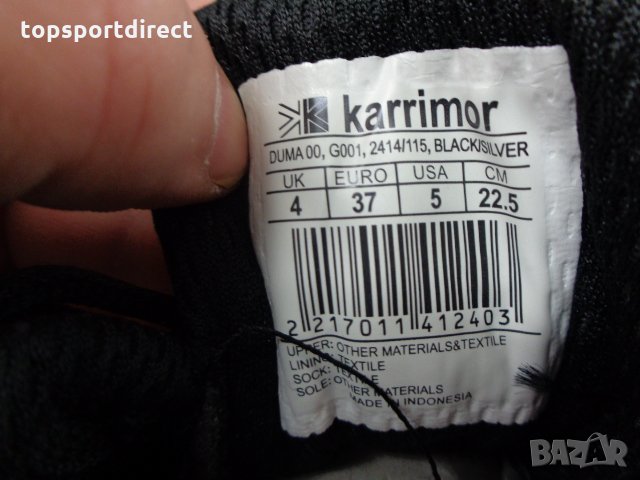 topsportdirect
karrimor
DUMA 00, G001, 2414/115, BLACK/SILVER
UK EURO USA CM
4 37 5 22.5
2 217011 412403
UPPER: OTHER MATERIALS&TEXTILE
LINING: TEXTILE
SOCK: TEXTILE
SOLE: OTHER MATERIALS
MADE IN INDONESIA
BAZAR